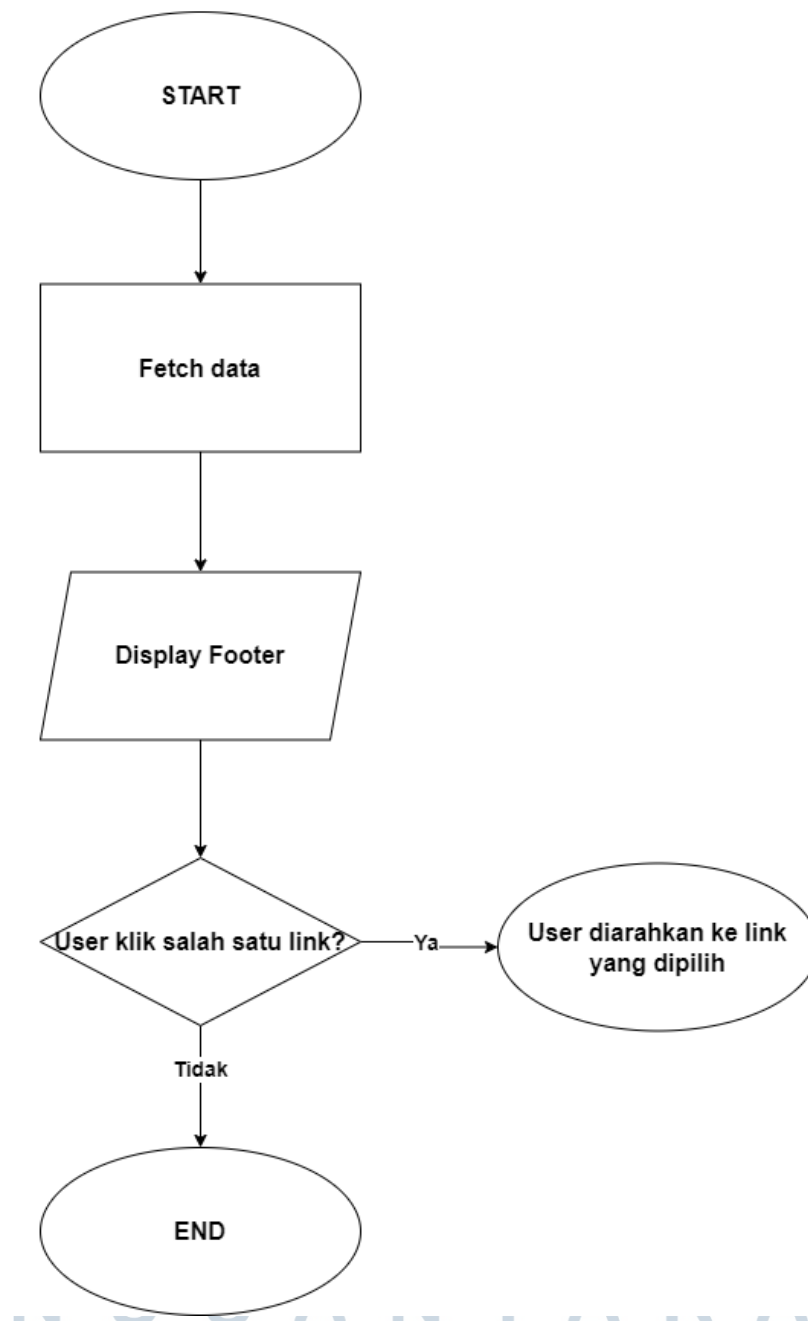 START
Fetch data
Display Footer
User klik salah satu link?
Ya
User diarahkan ke link
yang dipilih
Tidak
END